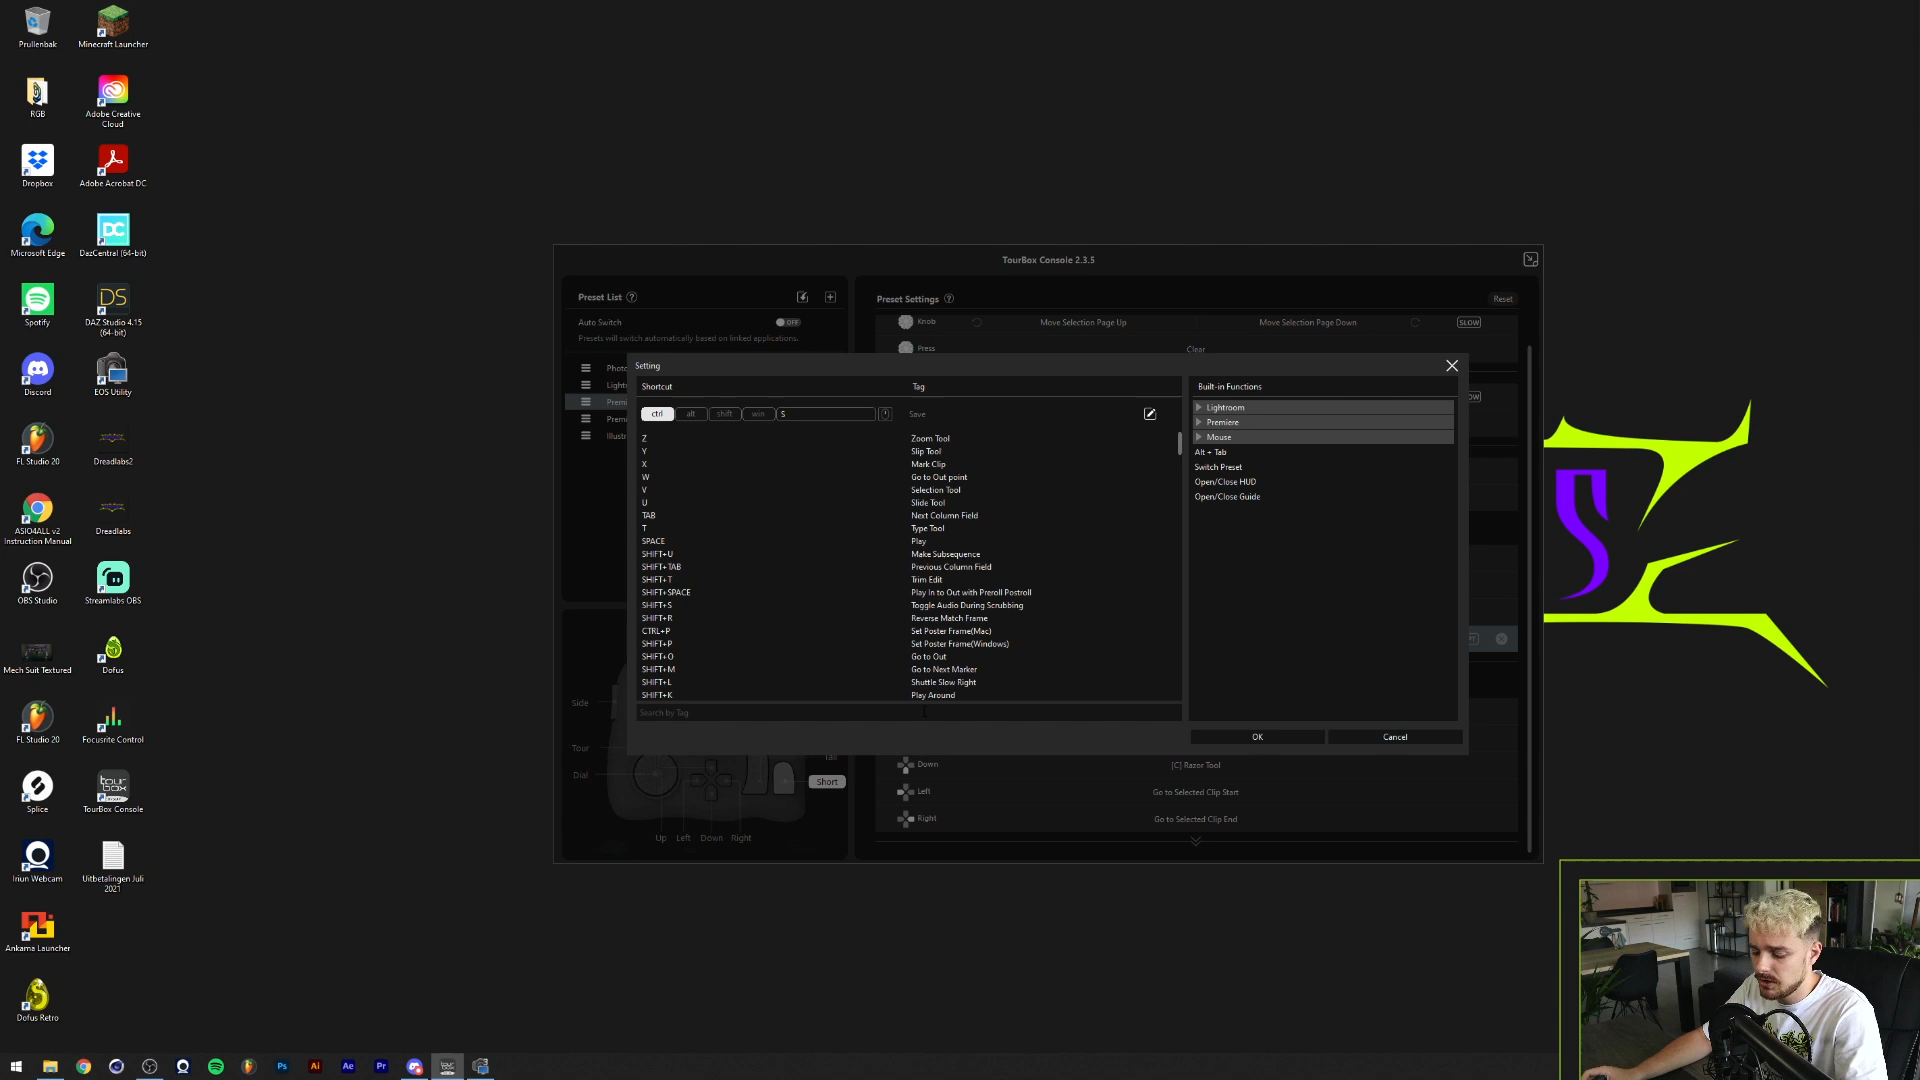 Prullenbak
Minecraft Launcher
RGB
Adobe Creative
Cloud
Dropbox
Adobe Acrobat DC
Microsoft Edge
DazCentral (64-bit)
Spotify
DAZ Studio 4.15
(64-bit)
Discord
EOS Utility
FL Studio 20
Dreadlabs2
ASIO4ALL v2
Instruction Manual
Dreadlabs
OBS Studio
Streamlabs OBS
Mech Suit Textured
Dofus
FL Studio 20
Focusrite Control
Splice
TourBox Console
Iriun Webcam
Uitbetalingen Juli
2021
Ankama Launcher
Dofus Retro
TourBox Console 2.3.5
Preset List
Auto Switch
OFF
Presets will switch automatically based on linked applications.
Photo
Light
Premi
Premi
Illustr
Preset Settings
Reset
Knob
Move Selection Page Up
Move Selection Page Down
SLOW
Press
Clear
Setting
Shortcut
Tag
ctrl
alt
shift
win
S
Save
Z Zoom Tool
Y Slip Tool
X Mark Clip
W Go to Out point
V Selection Tool
U Slide Tool
TAB Next Column Field
T Type Tool
SPACE Play
SHIFT+U Make Subsequence
SHIFT+TAB Previous Column Field
SHIFT+T Trim Edit
SHIFT+SPACE Play In to Out with Preroll Postroll
SHIFT+S Toggle Audio During Scrubbing
SHIFT+R Reverse Match Frame
CTRL+P Set Poster Frame(Mac)
SHIFT+P Set Poster Frame(Windows)
SHIFT+O Go to Out
SHIFT+M Go to Next Marker
SHIFT+L Shuttle Slow Right
SHIFT+K Play Around
Search by Tag
Built-in Functions
Lightroom
Premiere
Mouse
Alt + Tab
Switch Preset
Open/Close HUD
Open/Close Guide
OK
Cancel
Side
Tour
Dial
Tall
Short
Up
Left
Down
Right
Down
[C] Razor Tool
Left
Go to Selected Clip Start
Right
Go to Selected Clip End
Ps
Ai
Ae
Pr